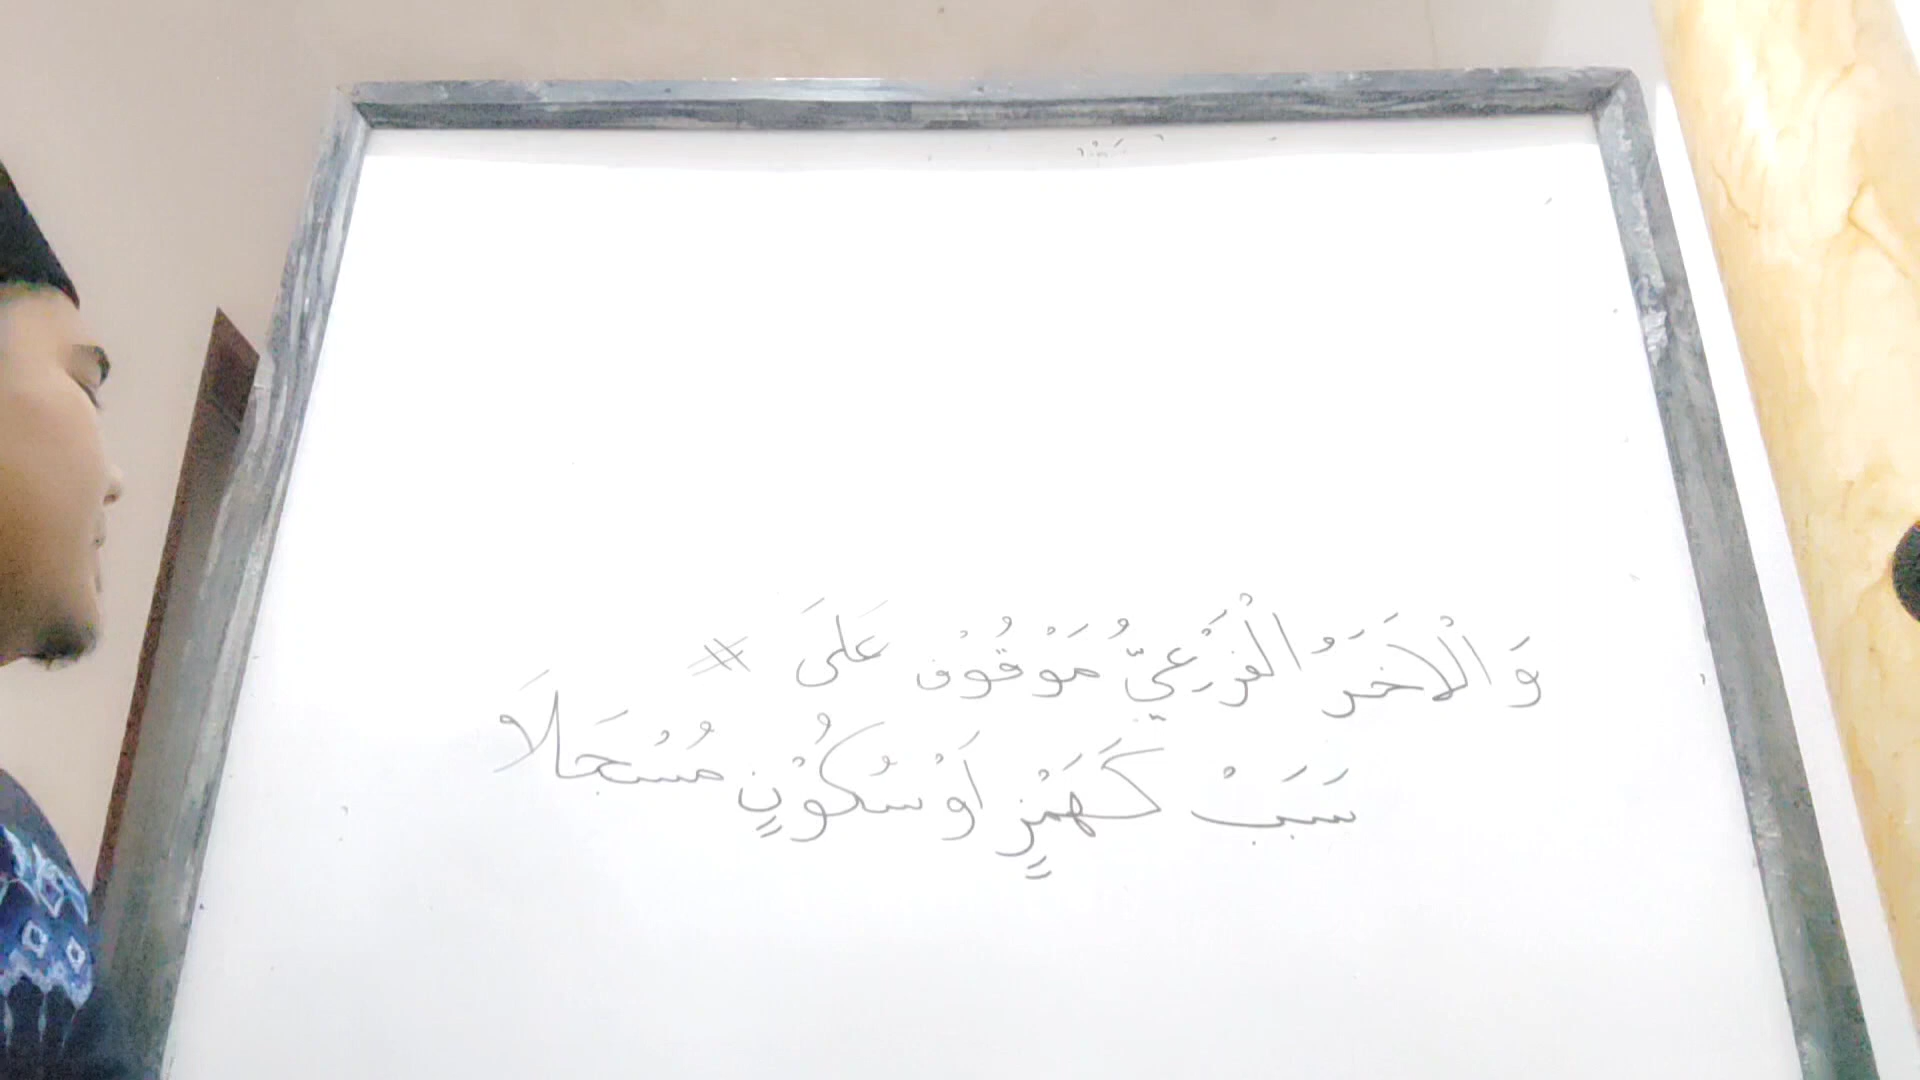 وَالْاَخَرُ الْفَرْعِيُّ مَوْقُوْف عَلَى #
سَبَبْ كَهَمْزٍ اَوْ سُكُوْنٍ مُسْجَلَا